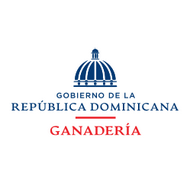 GOBIERNO DE LA
REPÚBLICA DOMINICANA
GANADERÍA